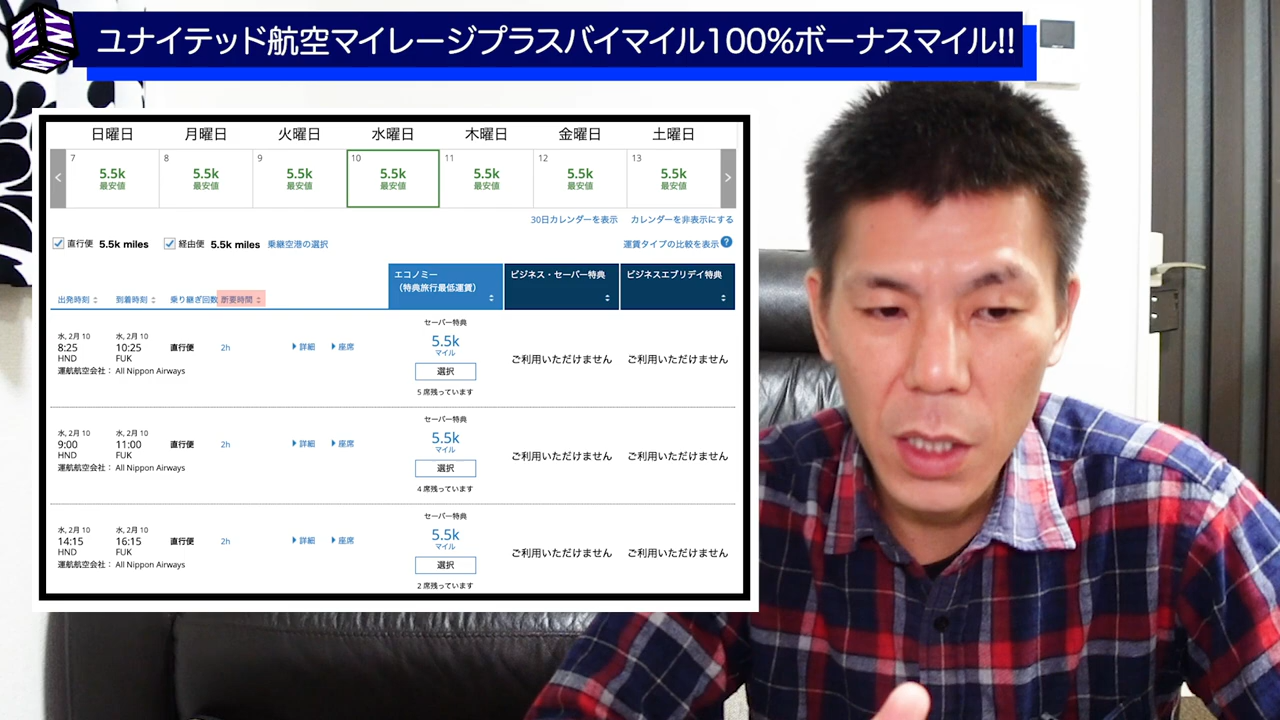 ユナイテッド航空マイレージプラスバイマイル100%ボーナスマイル!!
日曜日 月曜日 火曜日 水曜日 木曜日 金曜日 土曜日
7 8 9 10 11 12 13
< 5.5k 5.5k 5.5k 5.5k 5.5k 5.5k 5.5k >
最安値 最安値 最安値 最安値 最安値 最安値 最安値
30日カレンダーを表示 カレンダーを非表示にする
直行便 5.5k miles 経由便 5.5k miles 乗継空港の選択 運賃タイプの比較を表示 ?
エコノミー ビジネス・セーバー特典 ビジネスエブリデイ特典
(特典旅行最低運賃)
出発時刻 到着時刻 乗り継ぎ回数 所要時間
セーバー特典
水, 2月 10 水, 2月 10
8:25 10:25 直行便 2h 詳細 座席 5.5k
HND FUK マイル ご利用いただけません ご利用いただけません
運航航空会社: All Nippon Airways 選択
5 席残っています
セーバー特典
水, 2月 10 水, 2月 10
9:00 11:00 直行便 2h 詳細 座席 5.5k
HND FUK マイル ご利用いただけません ご利用いただけません
運航航空会社: All Nippon Airways 選択
4 席残っています
セーバー特典
水, 2月 10 水, 2月 10
14:15 16:15 直行便 2h 詳細 座席 5.5k
HND FUK マイル ご利用いただけません ご利用いただけません
運航航空会社: All Nippon Airways 選択
2 席残っています